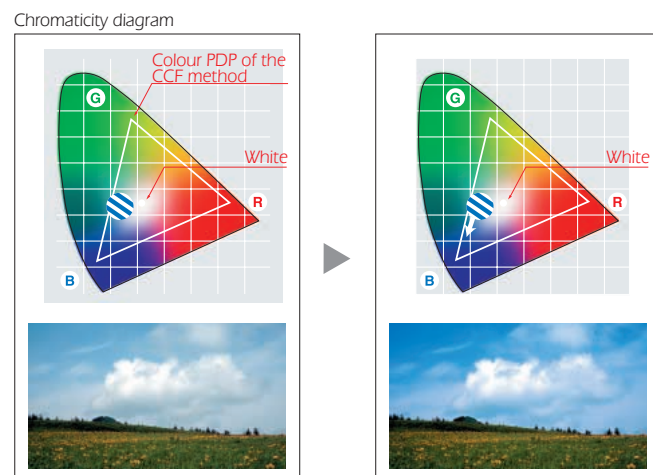 Chromaticity diagram
Colour PDP of the
CCF method
G
White
R
B
G
White
R
B